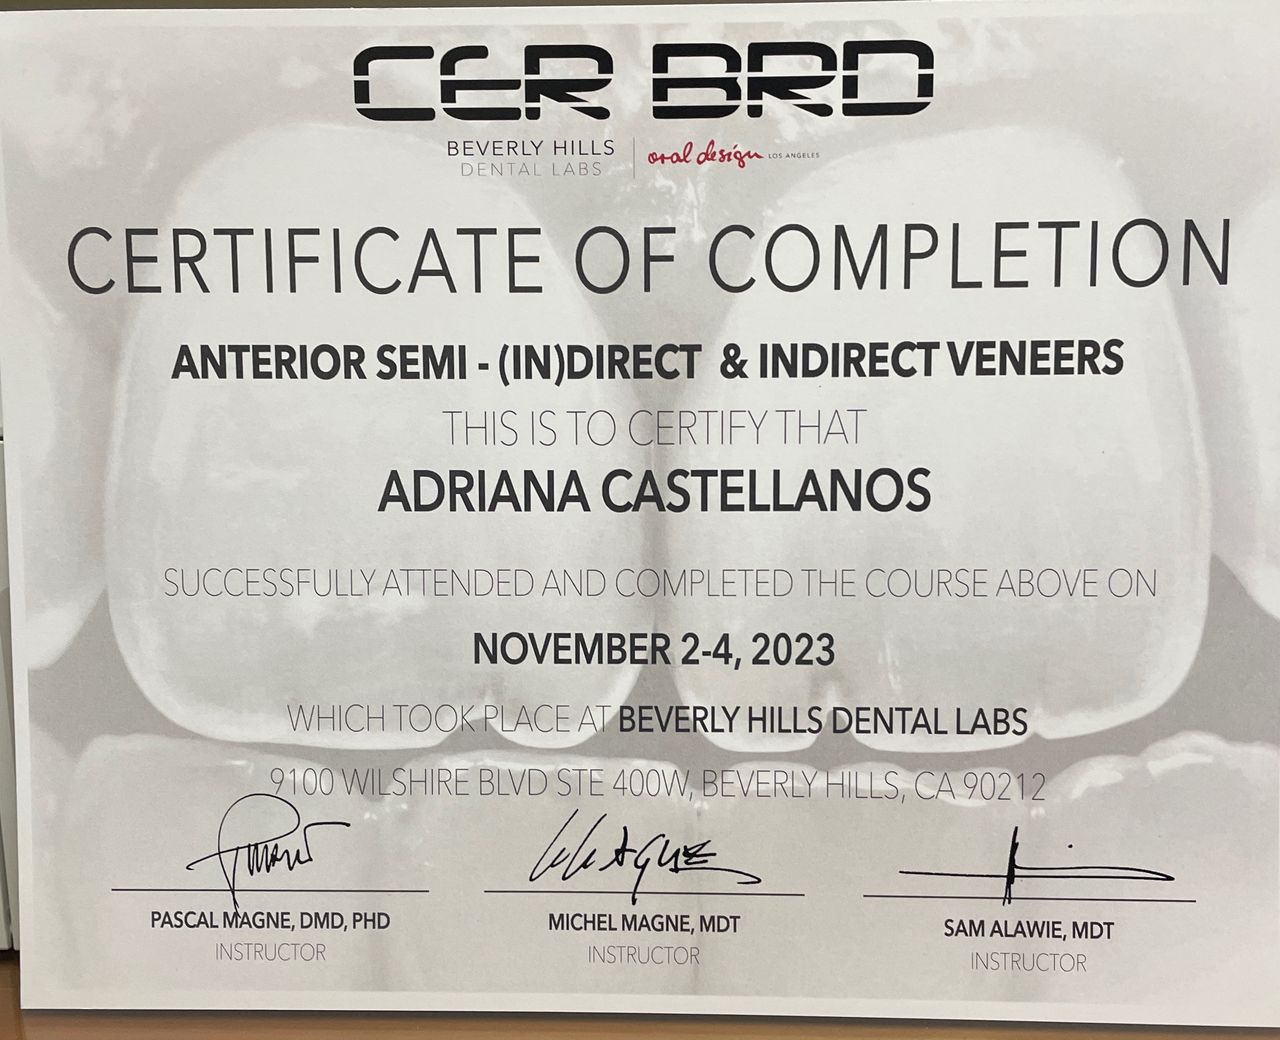 CER BRD
BEVERLY HILLS
DENTAL LABS
oral design LOS ANGELES
CERTIFICATE OF COMPLETION
ANTERIOR SEMI - (IN)DIRECT & INDIRECT VENEERS
THIS IS TO CERTIFY THAT
ADRIANA CASTELLANOS
SUCCESSFULLY ATTENDED AND COMPLETED THE COURSE ABOVE ON
NOVEMBER 2-4, 2023
WHICH TOOK PLACE AT BEVERLY HILLS DENTAL LABS
9100 WILSHIRE BLVD STE 400W, BEVERLY HILLS, CA 90212
PASCAL MAGNE, DMD, PHD
INSTRUCTOR
MICHEL MAGNE, MDT
INSTRUCTOR
SAM ALAWIE, MDT
INSTRUCTOR